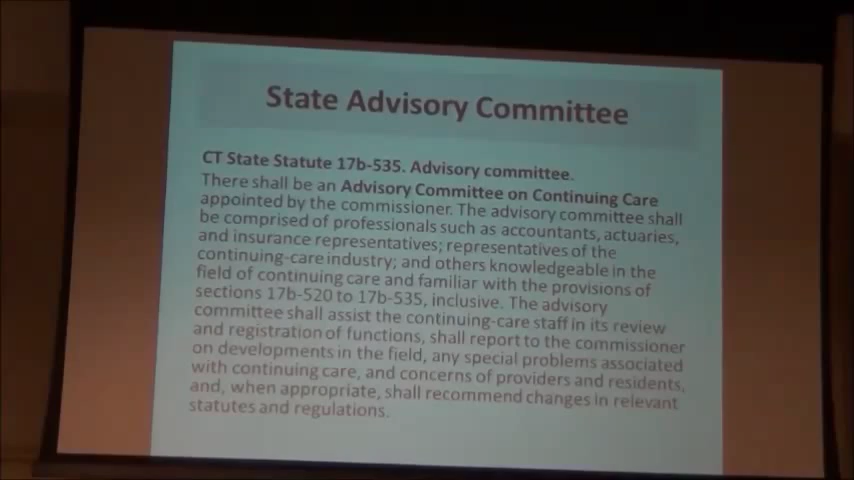 State Advisory Committee
CT State Statute 17b-535. Advisory committee.
There shall be an Advisory Committee on Continuing Care
appointed by the commissioner. The advisory committee shall
be comprised of professionals such as accountants, actuaries,
and insurance representatives; representatives of the
continuing-care industry; and others knowledgeable in the
field of continuing care and familiar with the provisions of
sections 17b-520 to 17b-535, inclusive. The advisory
committee shall assist the continuing-care staff in its review
and registration of functions, shall report to the commissioner
on developments in the field, any special problems associated
with continuing care, and concerns of providers and residents,
and, when appropriate, shall recommend changes in relevant
statutes and regulations.